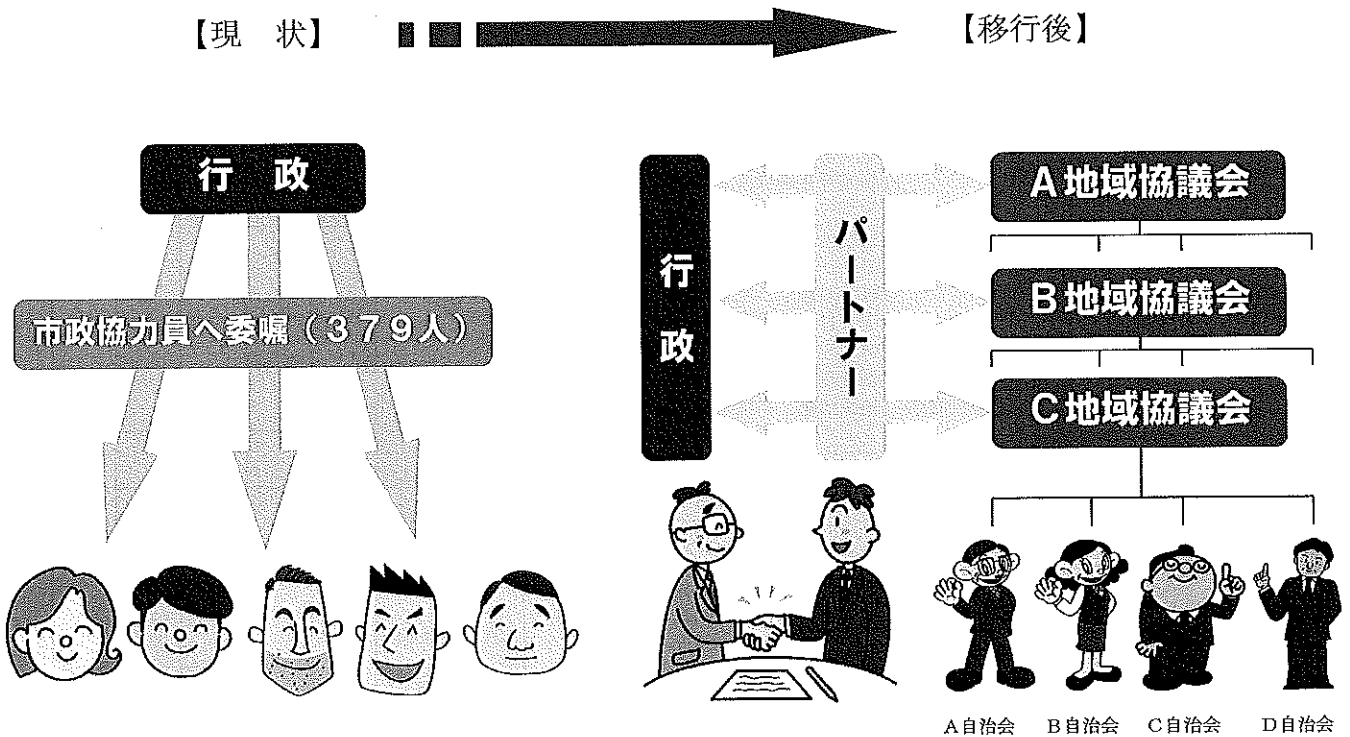 【現　状】
【移行後】
行　政
市政協力員へ委嘱（３７９人）
行政
パートナー
Ａ地域協議会
Ｂ地域協議会
Ｃ地域協議会
Ａ自治会
Ｂ自治会
Ｃ自治会
Ｄ自治会